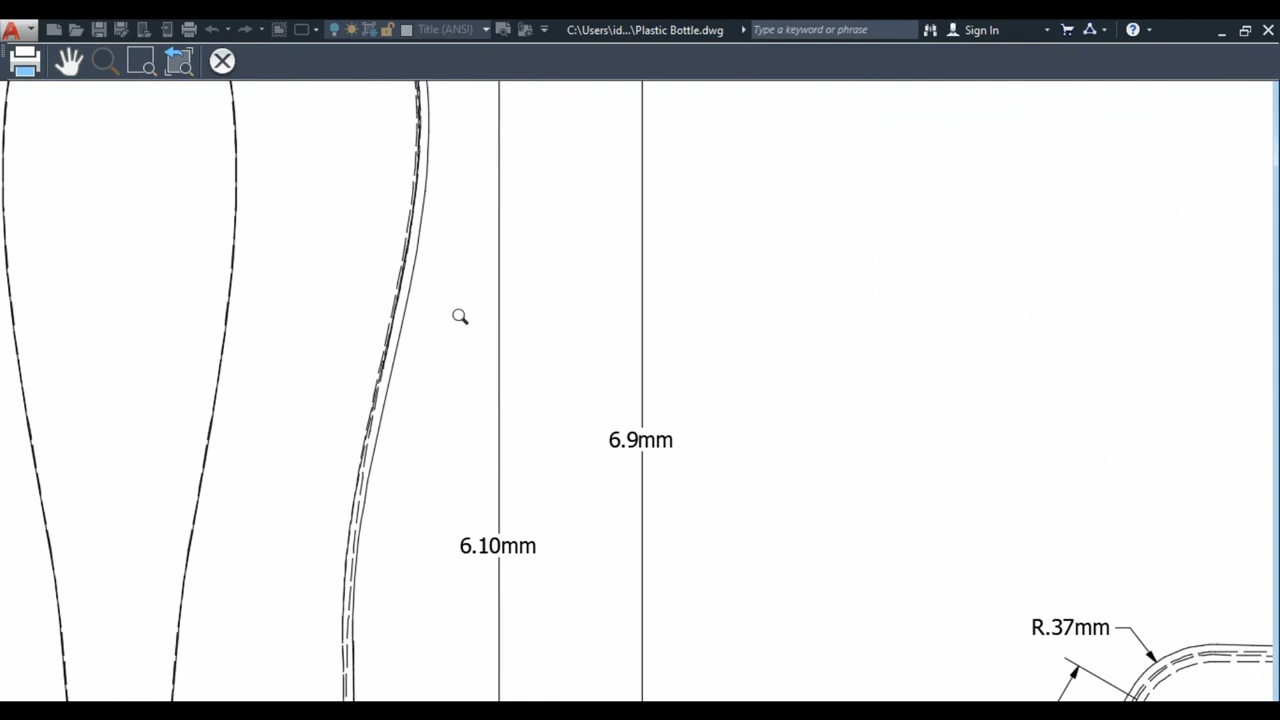 A Title (ANSI) C:\Users\id...\Plastic Bottle.dwg Type a keyword or phrase Sign In ?
6.9mm
6.10mm
R.37mm